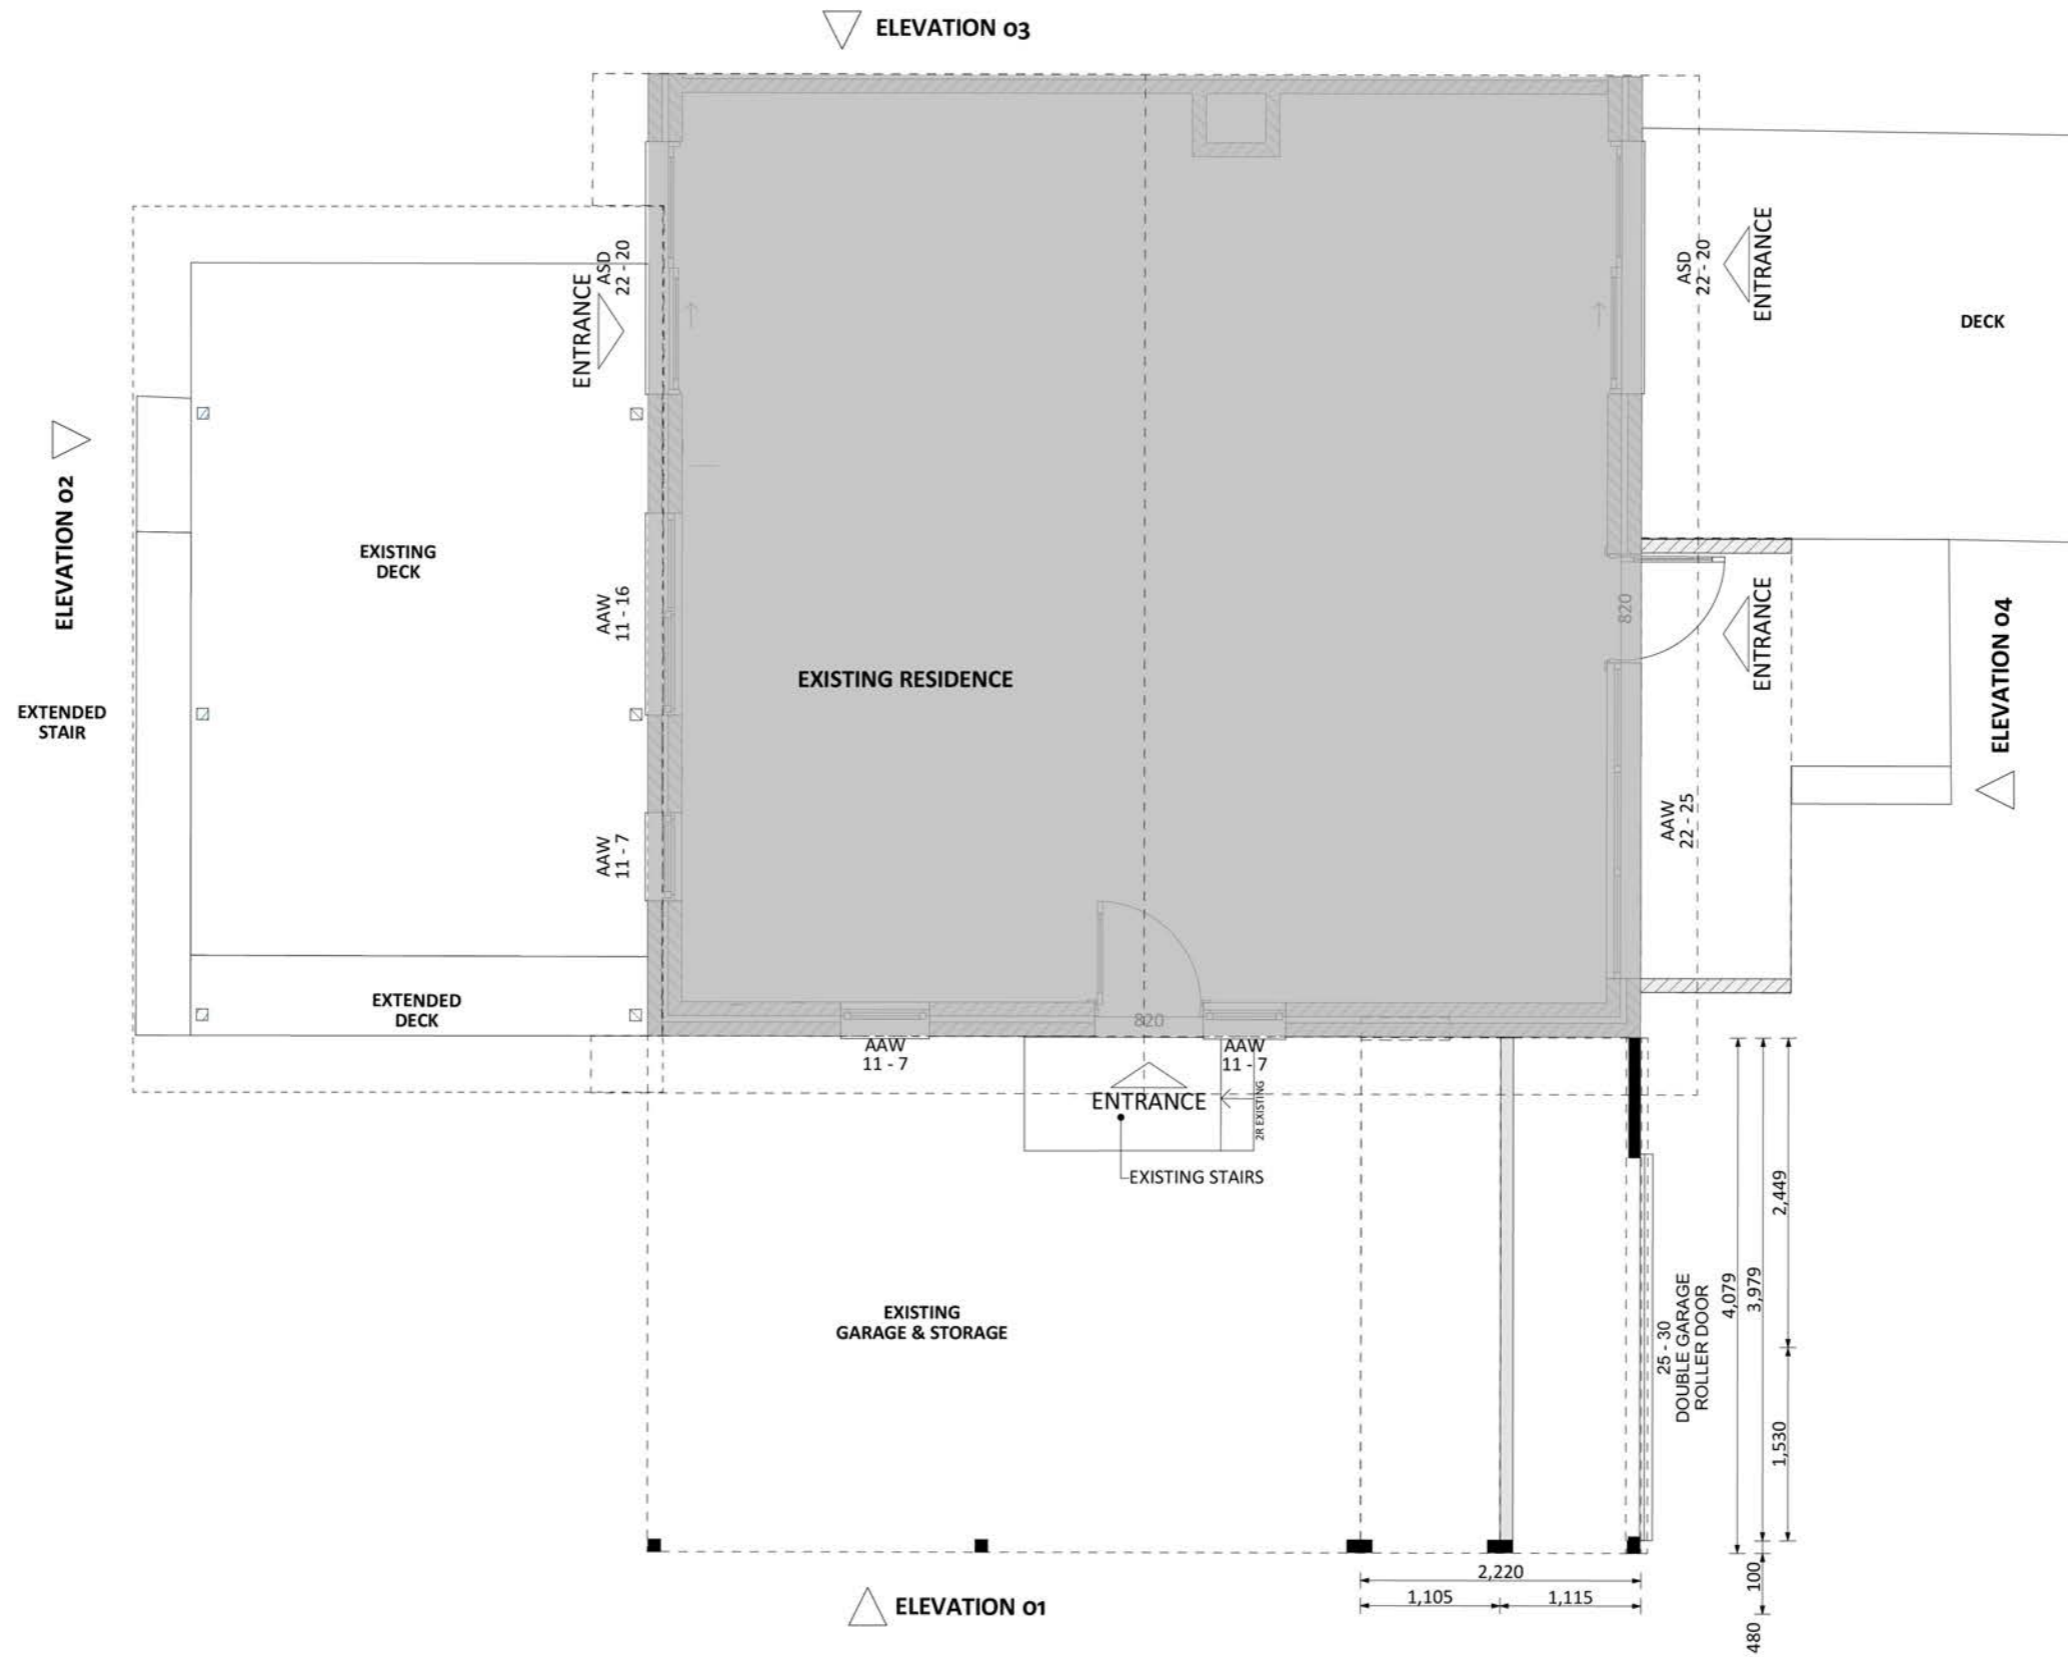 ELEVATION 03
ASD
22 - 20
ENTRANCE
ASD
22 - 20
ENTRANCE
DECK
ELEVATION 02
EXISTING
DECK
AAW
11 - 16
820
ENTRANCE
ELEVATION 04
EXISTING RESIDENCE
EXTENDED
STAIR
AAW
11 - 7
AAW
22 - 25
EXTENDED
DECK
820
AAW
11 - 7
AAW
11 - 7
ENTRANCE
2R EXISTING
EXISTING STAIRS
EXISTING
GARAGE & STORAGE
25 - 30
DOUBLE GARAGE
ROLLER DOOR
4,079
3,979
2,449
1,530
100
480
2,220
1,105
1,115
ELEVATION 01